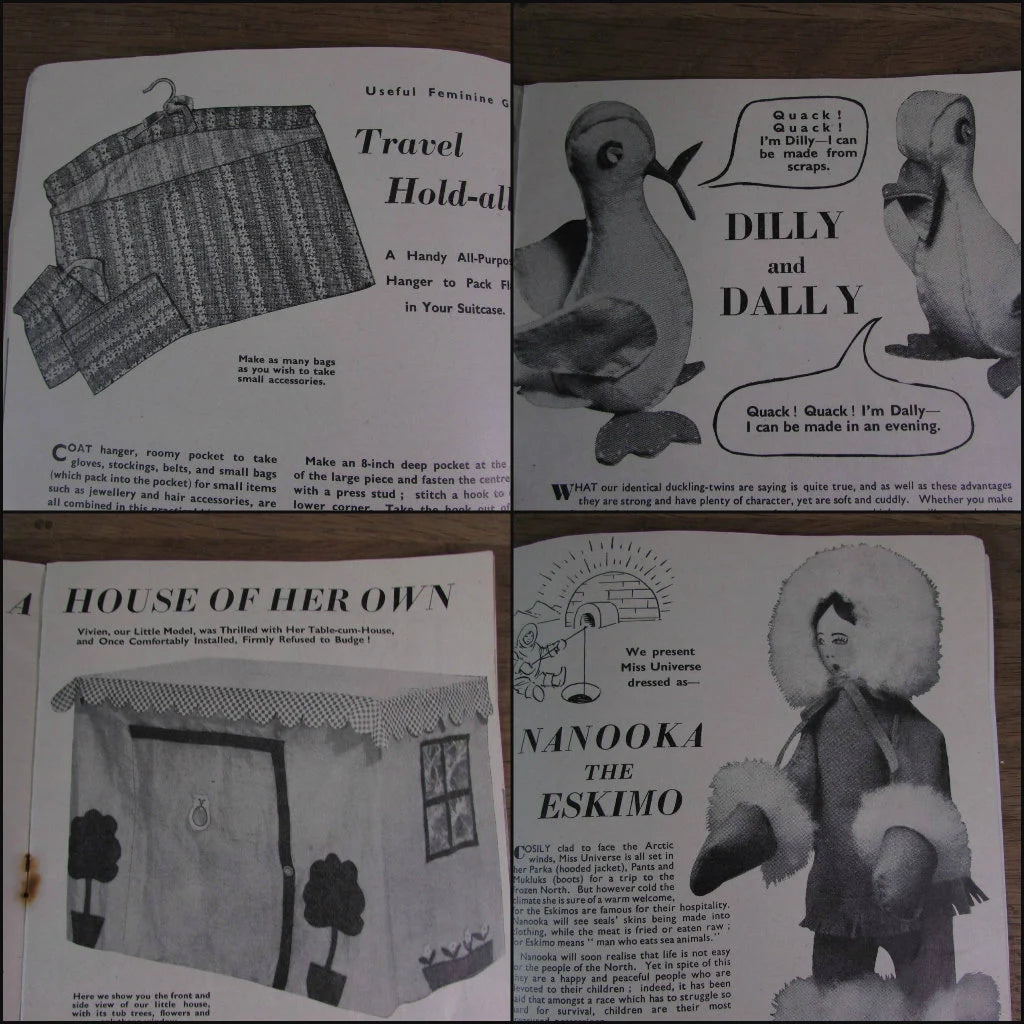 Useful Feminine G
Travel
Hold-all
A Handy All-Purpos
Hanger to Pack Fl
in Your Suitcase.
Make as many bags
as you wish to take
small accessories.
COAT hanger, roomy pocket to take
gloves, stockings, belts, and small bags
(which pack into the pocket) for small items
such as jewellery and hair accessories, are
all combined in this
Make an 8-inch deep pocket at the
of the large piece and fasten the centre
with a press stud ; stitch a hook to
lower corner. Take the hook out of
Quack !
Quack !
I'm Dilly—I can
be made from
scraps.
DILLY
and
DALLY
Quack ! Quack ! I'm Dally—
I can be made in an evening.
WHAT our identical duckling-twins are saying is quite true, and as well as these advantages
they are strong and have plenty of character, yet are soft and cuddly. Whether you make
A HOUSE OF HER OWN
Vivien, our Little Model, was Thrilled with Her Table-cum-House,
and Once Comfortably Installed, Firmly Refused to Budge !
Here we show you the front and
side view of our little house,
with its tub trees, flowers and
We present
Miss Universe
dressed as—
NANOOKA
THE
ESKIMO
COSILY clad to face the Arctic
winds, Miss Universe is all set in
her Parka (hooded jacket), Pants and
Mukluks (boots) for a trip to the
frozen North. But however cold the
climate she is sure of a warm welcome,
for the Eskimos are famous for their hospitality.
Nanooka will see seals' skins being made into
clothing, while the meat is fried or eaten raw ;
for Eskimo means " man who eats sea animals."
Nanooka will soon realise that life is not easy
for the people of the North. Yet in spite of this
they are a happy and peaceful people who are
devoted to their children ; indeed, it has been
said that amongst a race which has to struggle so
hard for survival, children are their most